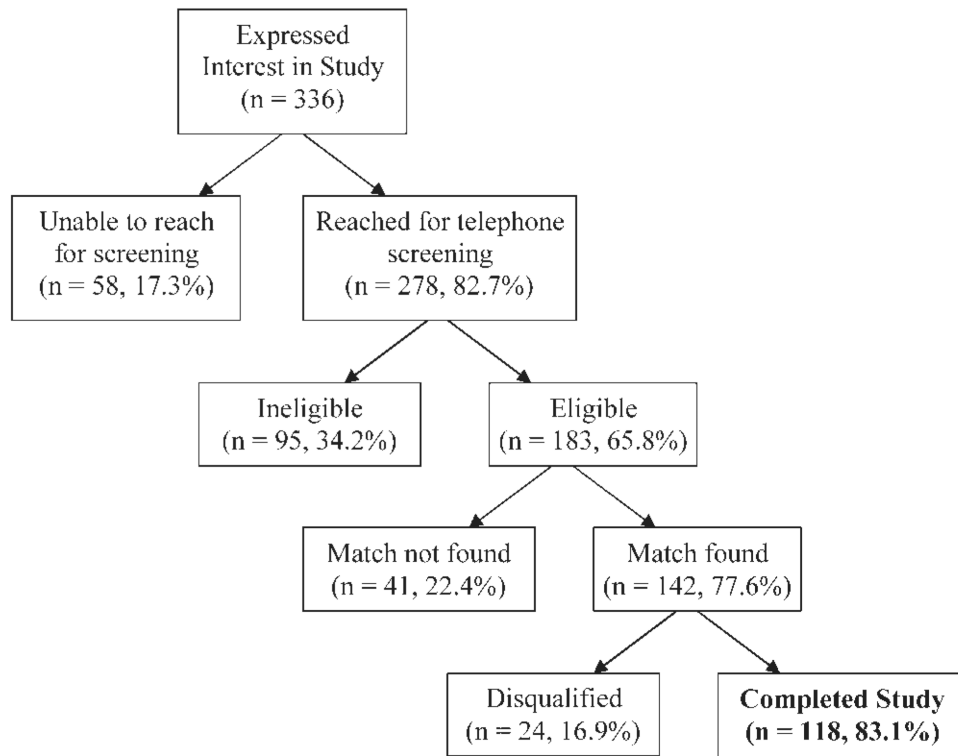 Expressed
Interest in Study
(n = 336)
Unable to reach
for screening
(n = 58, 17.3%)
Reached for telephone
screening
(n = 278, 82.7%)
Ineligible
(n = 95, 34.2%)
Eligible
(n = 183, 65.8%)
Match not found
(n = 41, 22.4%)
Match found
(n = 142, 77.6%)
Disqualified
(n = 24, 16.9%)
Completed Study
(n = 118, 83.1%)